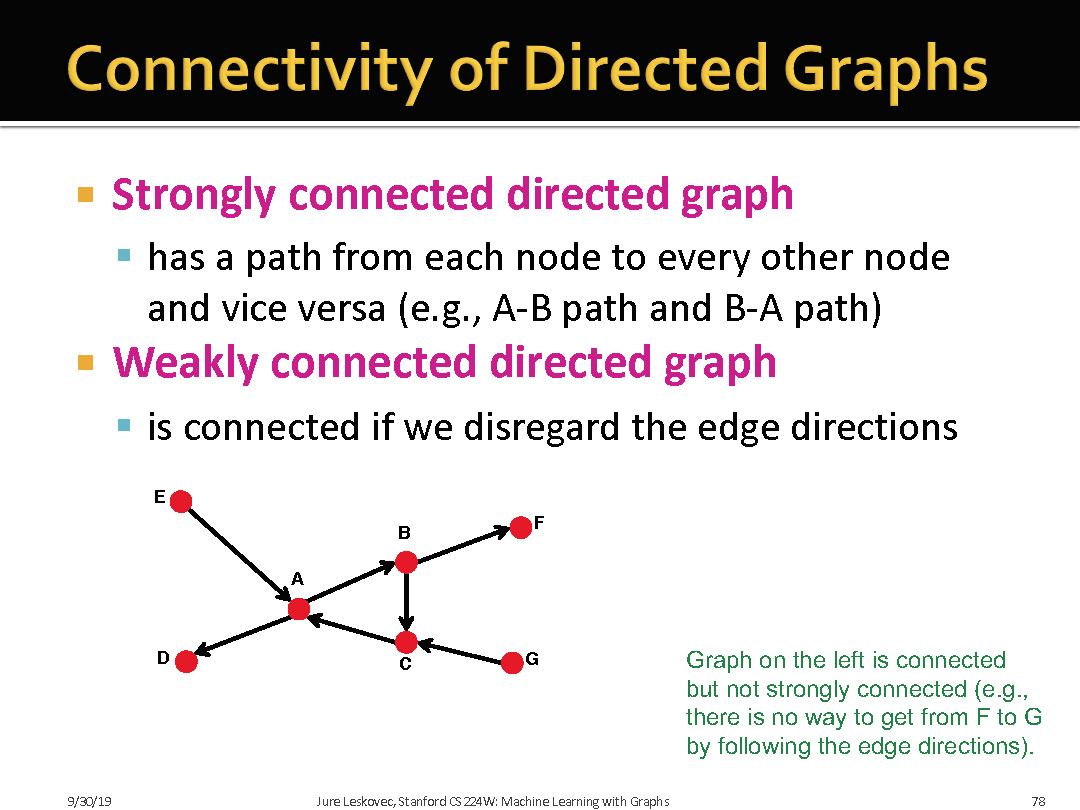 Connectivity of Directed Graphs
Strongly connected directed graph
has a path from each node to every other node
and vice versa (e.g., A-B path and B-A path)
Weakly connected directed graph
is connected if we disregard the edge directions
E
B
F
A
D
C
G
Graph on the left is connected
but not strongly connected (e.g.,
there is no way to get from F to G
by following the edge directions).
9/30/19
Jure Leskovec, Stanford CS224W: Machine Learning with Graphs
78